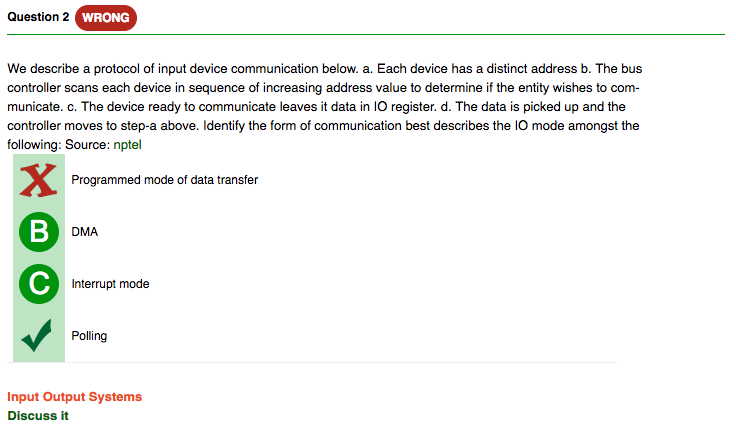 Question 2 WRONG
We describe a protocol of input device communication below. a. Each device has a distinct address b. The bus
controller scans each device in sequence of increasing address value to determine if the entity wishes to com-
municate. c. The device ready to communicate leaves it data in IO register. d. The data is picked up and the
controller moves to step-a above. Identify the form of communication best describes the IO mode amongst the
following: Source: nptel
X Programmed mode of data transfer
B DMA
C Interrupt mode
Polling
Input Output Systems
Discuss it